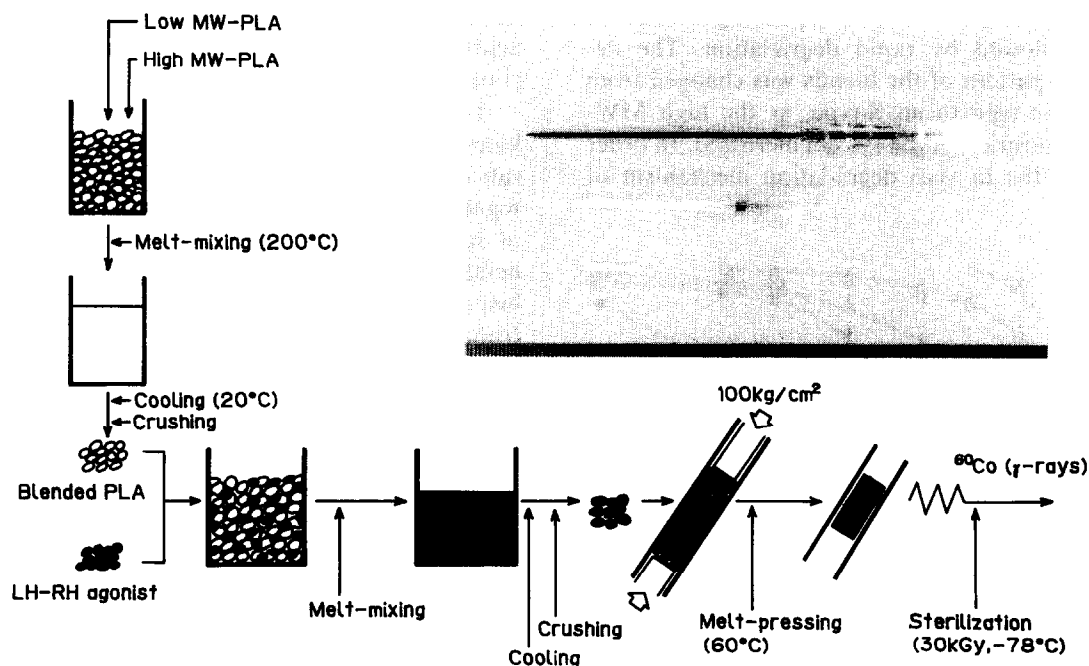 Low MW-PLA
High MW-PLA
Melt-mixing (200°C)
Cooling (20°C)
Crushing
Blended PLA
LH-RH agonist
Melt-mixing
Cooling
Crushing
100kg/cm²
Melt-pressing
(60°C)
⁶⁰Co (γ-rays)
Sterilization
(30kGy,-78°C)